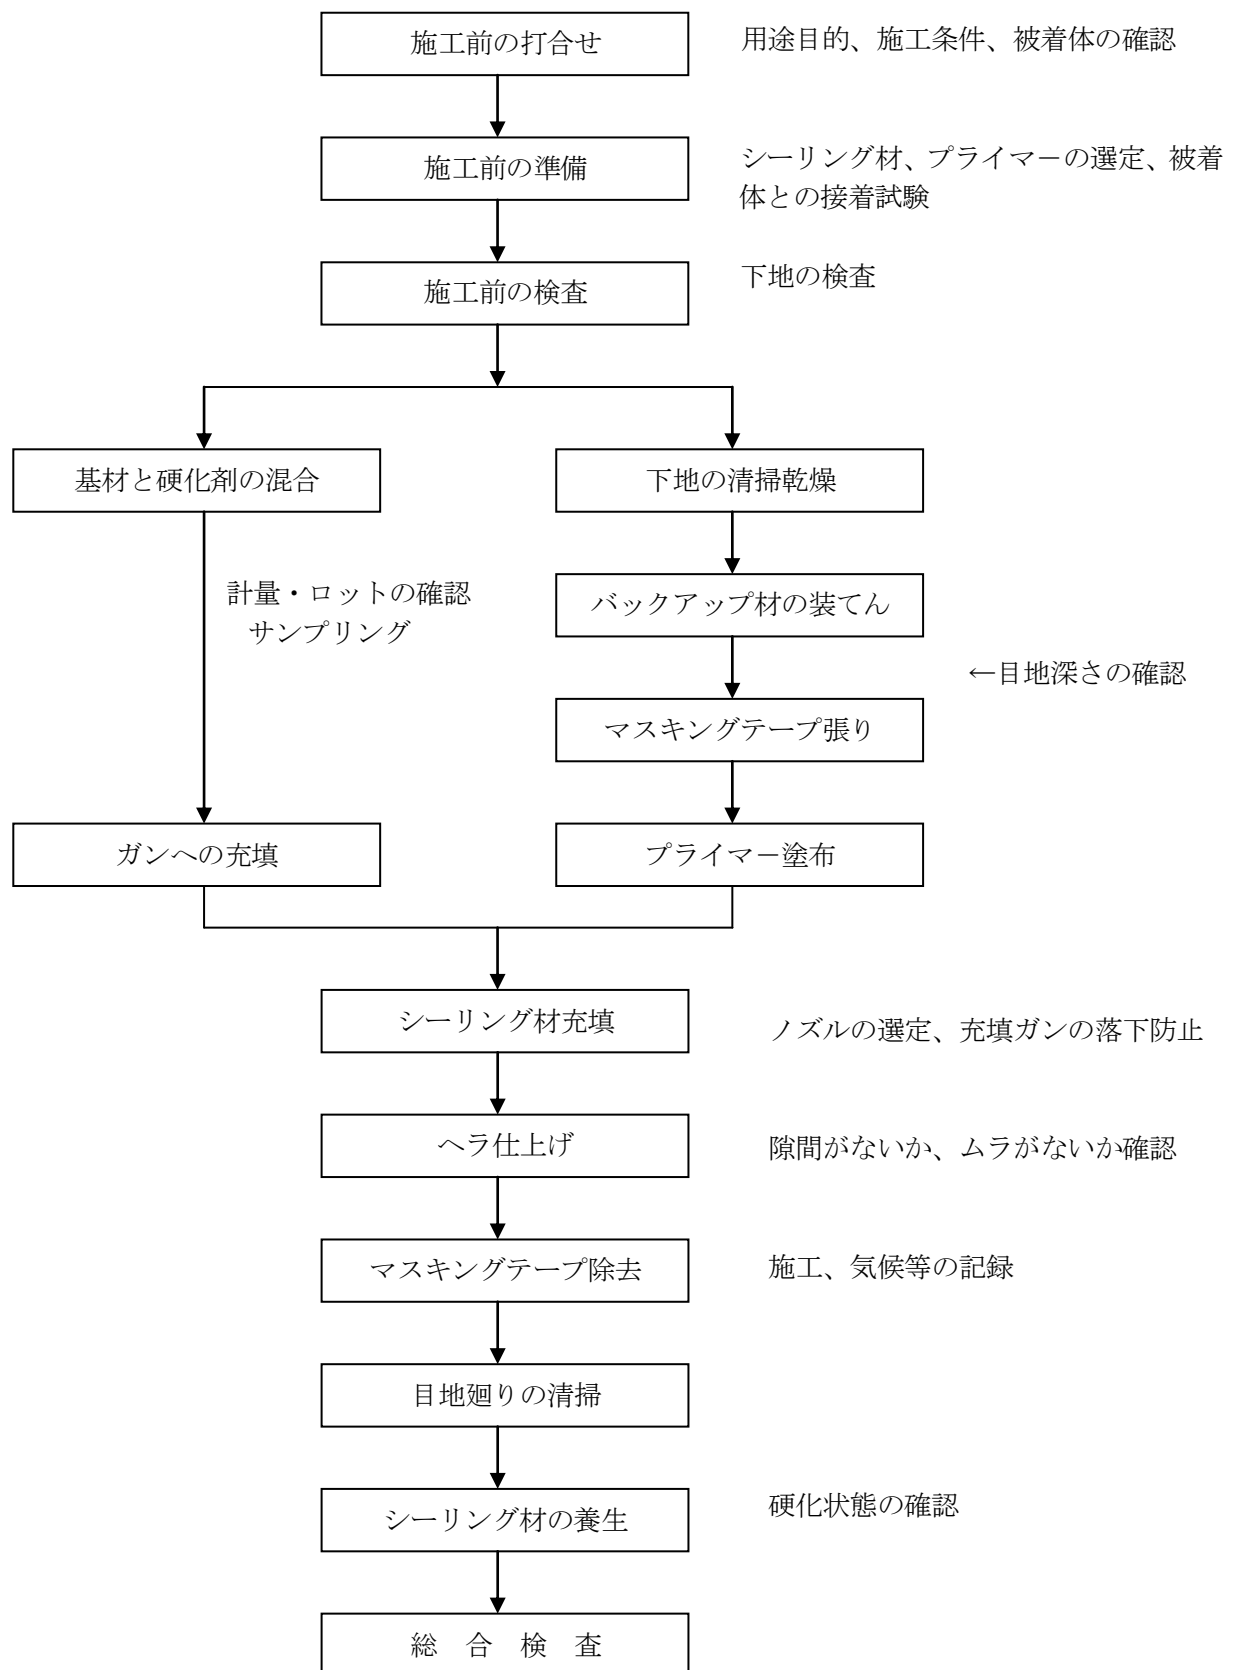 施工前の打合せ
用途目的、施工条件、被着体の確認
施工前の準備
シーリング材、プライマ－の選定、被着
体との接着試験
施工前の検査
下地の検査
基材と硬化剤の混合
下地の清掃乾燥
計量・ロットの確認
サンプリング
バックアップ材の装てん
←目地深さの確認
マスキングテープ張り
ガンへの充填
プライマ－塗布
シーリング材充填
ノズルの選定、充填ガンの落下防止
ヘラ仕上げ
隙間がないか、ムラがないか確認
マスキングテープ除去
施工、気候等の記録
目地廻りの清掃
シーリング材の養生
硬化状態の確認
総　合　検　査